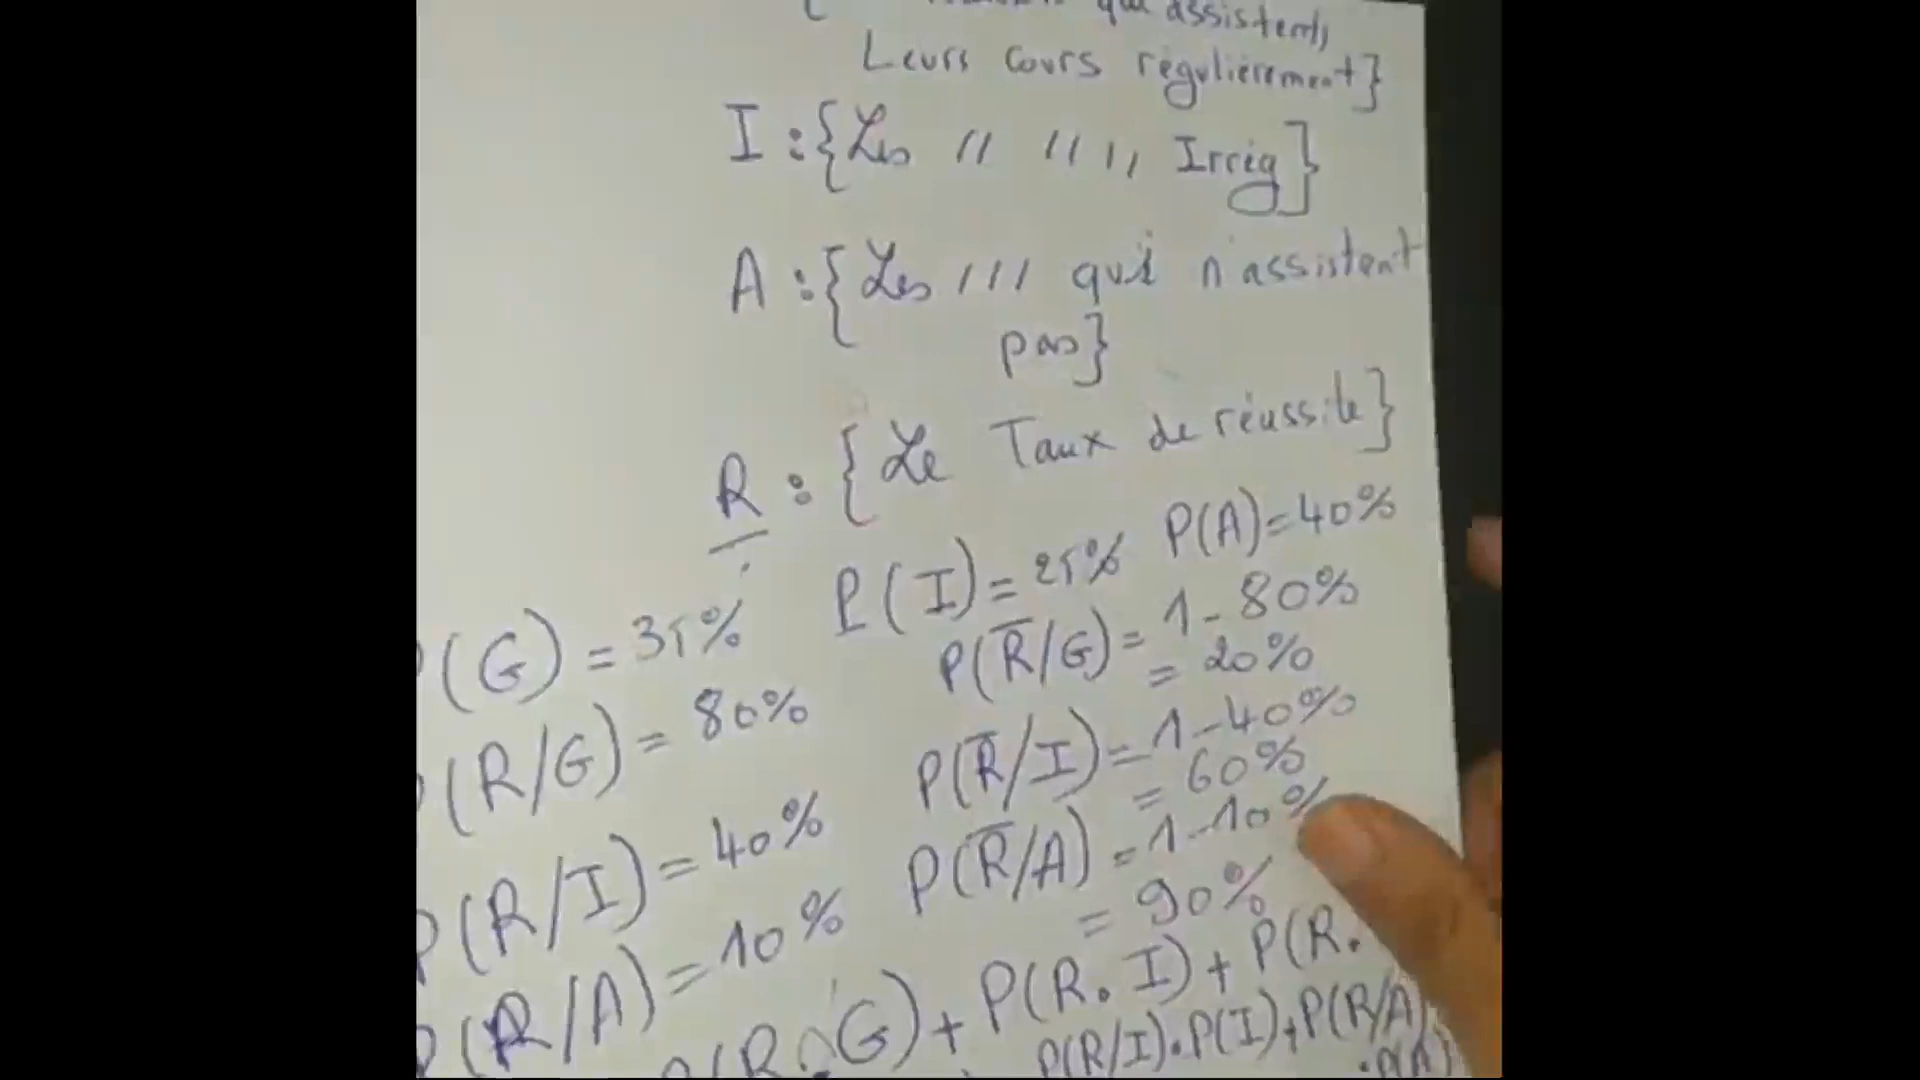 qui assistent
Leurs cours régulièrement}
I : {Les // // // Irrég}
A : {Les /// qui n'assistent
pas}
R : {Le Taux de réussite}
P(I) = 25% P(A) = 40%
(G) = 35%
P(R̅/G) = 1 - 80%
= 20%
(R/G) = 80%
P(R̅/I) = 1 - 40%
= 60%
P(R/I) = 40%
P(R̅/A) = 1 - 10%
= 90%
P(R/A) = 10%
P(R.G) + P(R.I) + P(R.
P(R/I).P(I) + P(R/A)
.P(A)